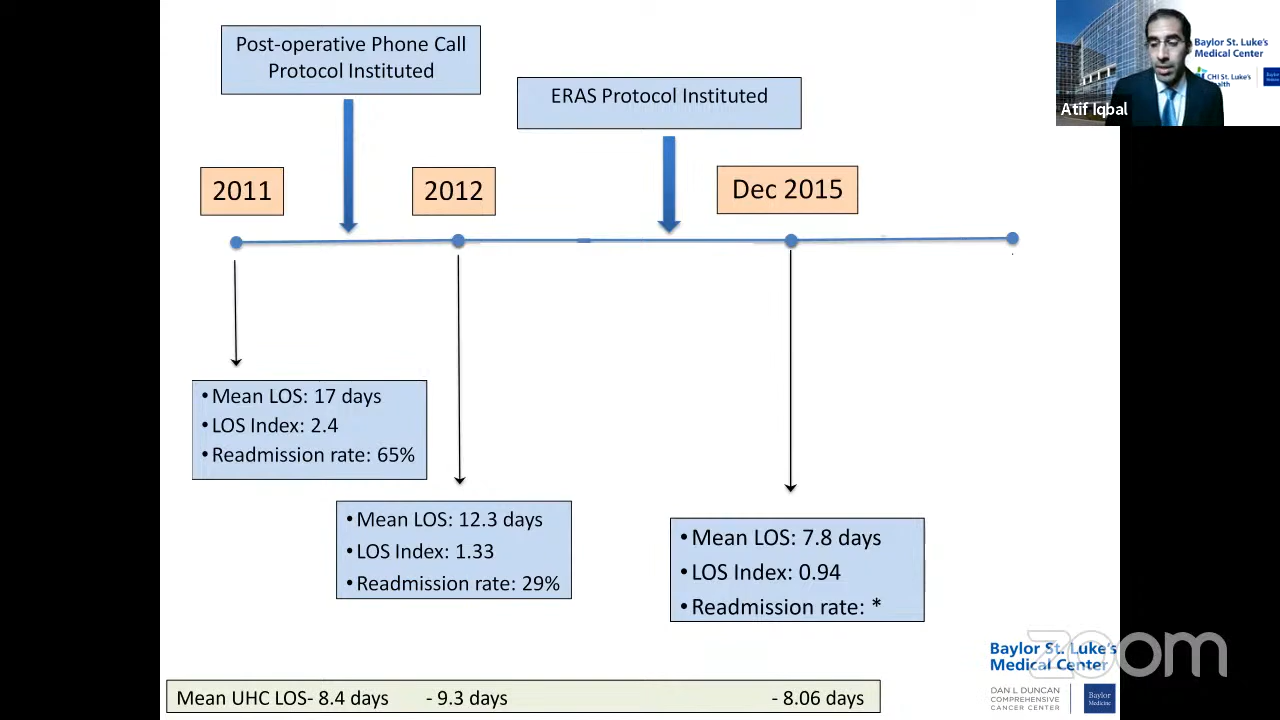 Post-operative Phone Call
Protocol Instituted
ERAS Protocol Instituted
2011
2012
Dec 2015
• Mean LOS: 17 days
• LOS Index: 2.4
• Readmission rate: 65%
• Mean LOS: 12.3 days
• LOS Index: 1.33
• Readmission rate: 29%
• Mean LOS: 7.8 days
• LOS Index: 0.94
• Readmission rate: *
Mean UHC LOS- 8.4 days - 9.3 days - 8.06 days
Baylor St. Luke's
Medical Center
CHI St. Luke's
Atif Iqbal
Baylor St. Luke's
Medical Center
DAN L DUNCAN
COMPREHENSIVE
CANCER CENTER
Baylor
Medicine
zoom